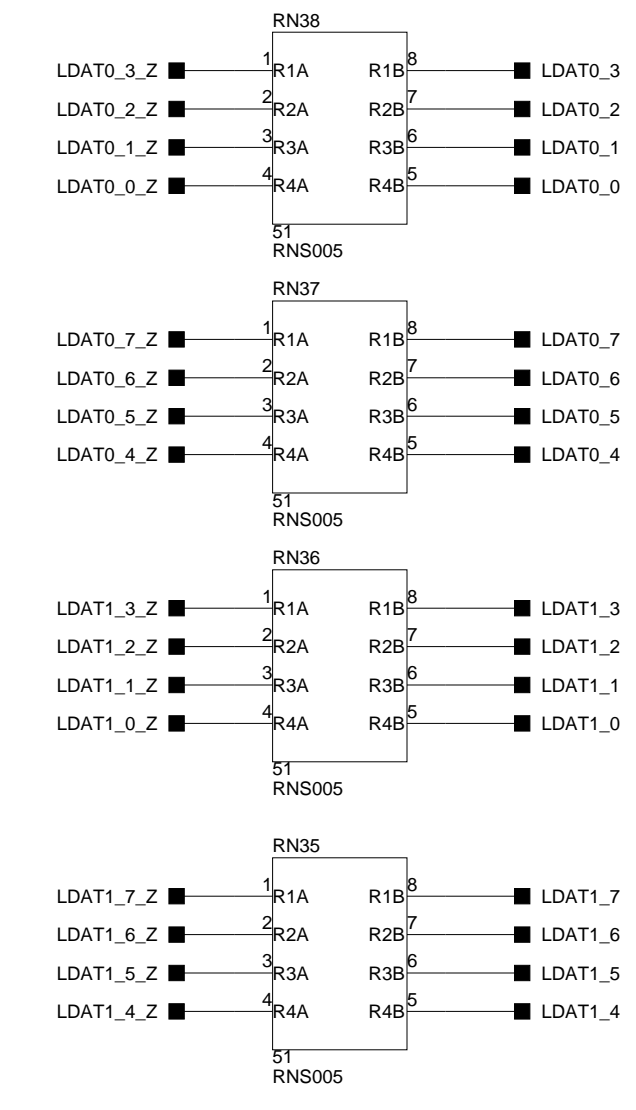 RN38
LDAT0_3_Z 1 R1A R1B 8 LDAT0_3
LDAT0_2_Z 2 R2A R2B 7 LDAT0_2
LDAT0_1_Z 3 R3A R3B 6 LDAT0_1
LDAT0_0_Z 4 R4A R4B 5 LDAT0_0
51
RNS005
RN37
LDAT0_7_Z 1 R1A R1B 8 LDAT0_7
LDAT0_6_Z 2 R2A R2B 7 LDAT0_6
LDAT0_5_Z 3 R3A R3B 6 LDAT0_5
LDAT0_4_Z 4 R4A R4B 5 LDAT0_4
51
RNS005
RN36
LDAT1_3_Z 1 R1A R1B 8 LDAT1_3
LDAT1_2_Z 2 R2A R2B 7 LDAT1_2
LDAT1_1_Z 3 R3A R3B 6 LDAT1_1
LDAT1_0_Z 4 R4A R4B 5 LDAT1_0
51
RNS005
RN35
LDAT1_7_Z 1 R1A R1B 8 LDAT1_7
LDAT1_6_Z 2 R2A R2B 7 LDAT1_6
LDAT1_5_Z 3 R3A R3B 6 LDAT1_5
LDAT1_4_Z 4 R4A R4B 5 LDAT1_4
51
RNS005